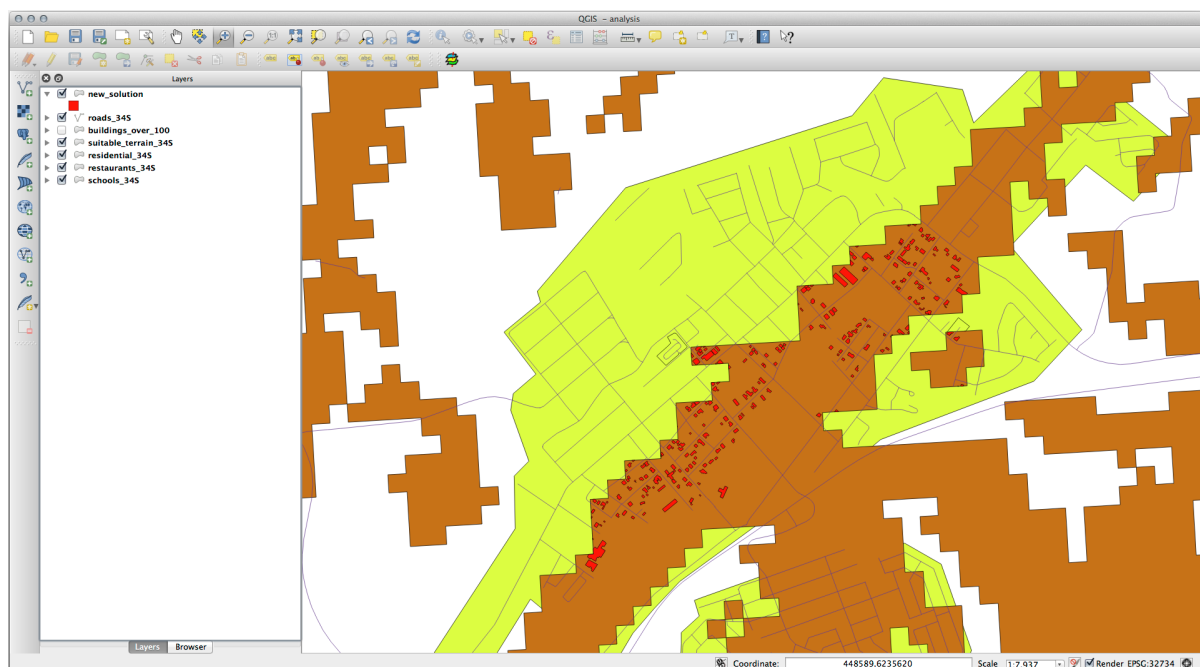 QGIS - analysis
Layers
new_solution
roads_34S
buildings_over_100
suitable_terrain_34S
residential_34S
restaurants_34S
schools_34S
Layers Browser
Coordinate: 448589.6235620 Scale 1:7,937 Render EPSG:32734